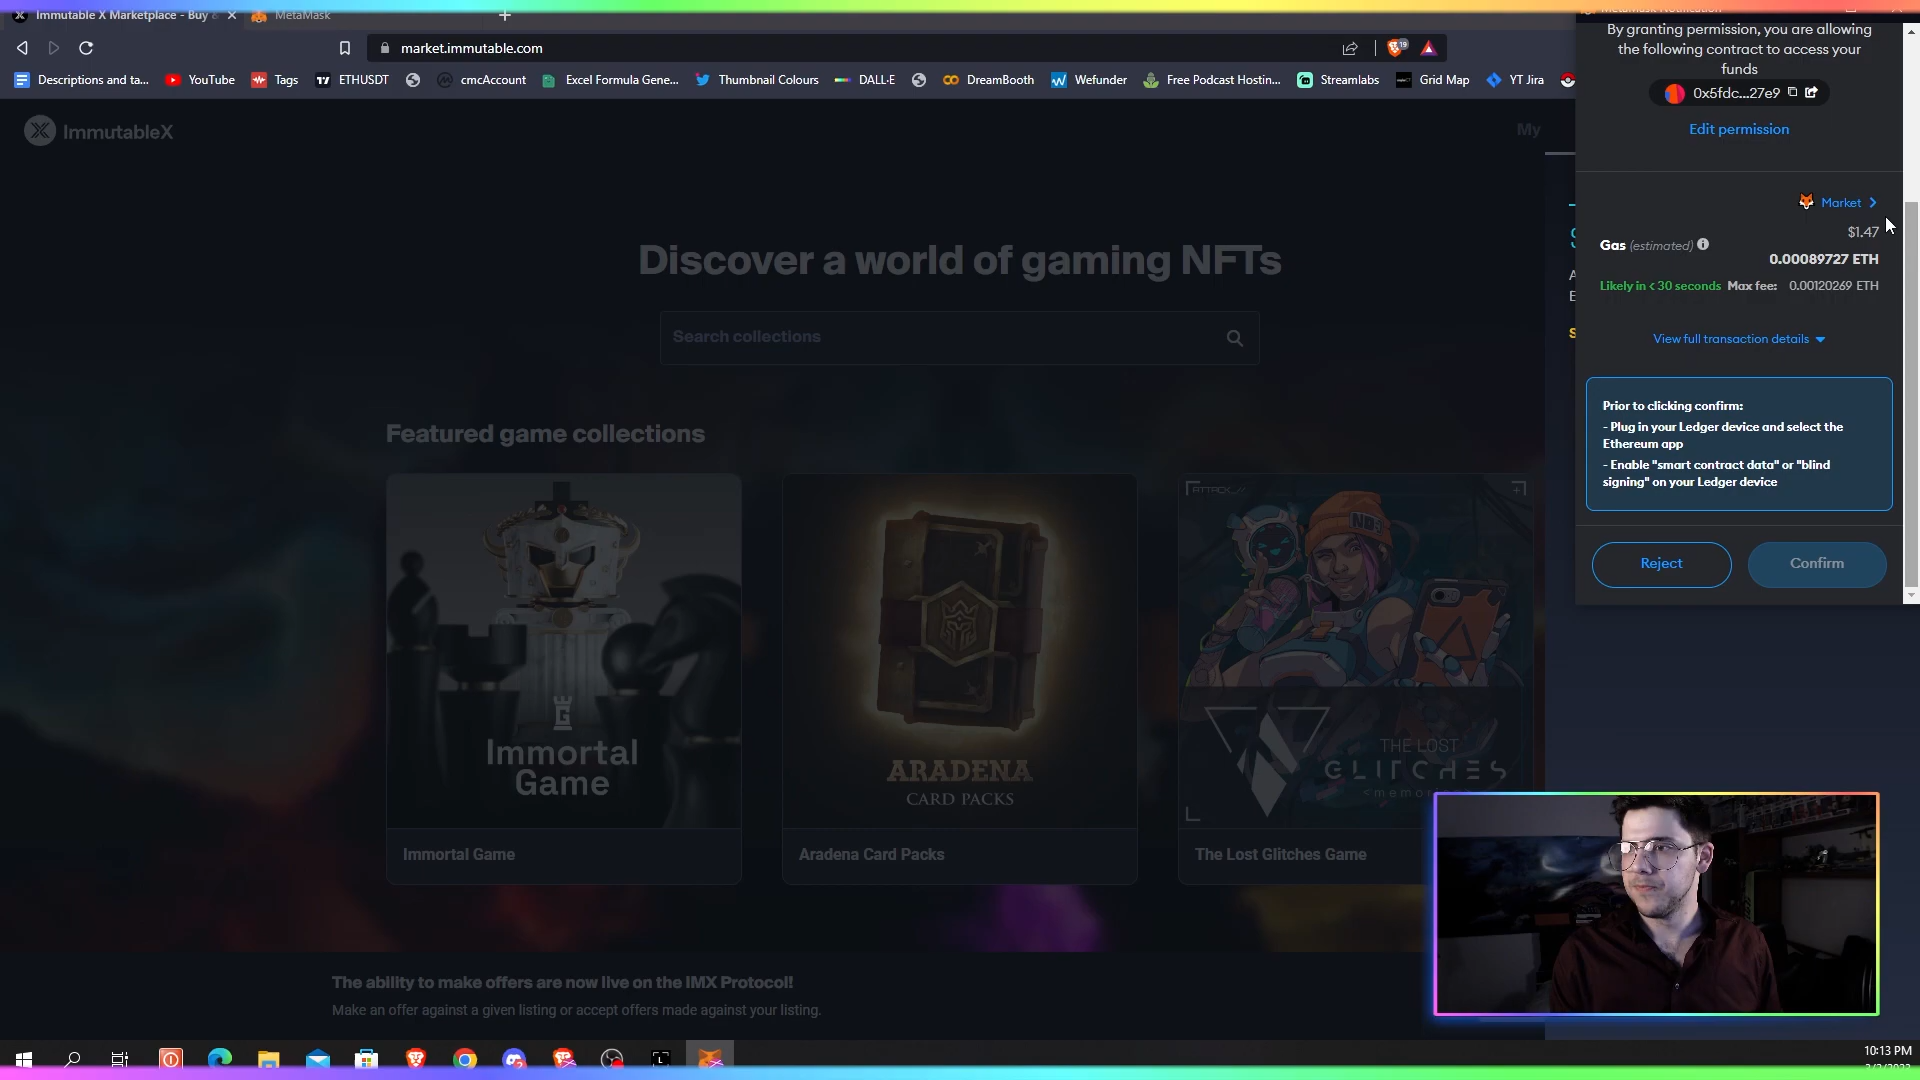 Immutable X Marketplace - Buy &
MetaMask
market.immutable.com
19
Descriptions and ta...
YouTube
Tags
ETHUSDT
cmcAccount
Excel Formula Gene...
Thumbnail Colours
DALL·E
DreamBooth
Wefunder
Free Podcast Hostin...
Streamlabs
Grid Map
YT Jira
ImmutableX
My
Discover a world of gaming NFTs
Search collections
Featured game collections
Immortal
Game
Immortal Game
ARADENA
CARD PACKS
Aradena Card Packs
ATTACK_//
THE LOST
GLITCHES
The Lost Glitches Game
The ability to make offers are now live on the IMX Protocol!
Make an offer against a given listing or accept offers made against your listing.
MetaMask Notification
By granting permission, you are allowing
the following contract to access your
funds
0x5fdc...27e9
Edit permission
Market
$1.47
Gas (estimated)
0.00089727 ETH
Likely in < 30 seconds Max fee: 0.00120269 ETH
View full transaction details
Prior to clicking confirm:
- Plug in your Ledger device and select the
Ethereum app
- Enable "smart contract data" or "blind
signing" on your Ledger device
Reject
Confirm
10:13 PM